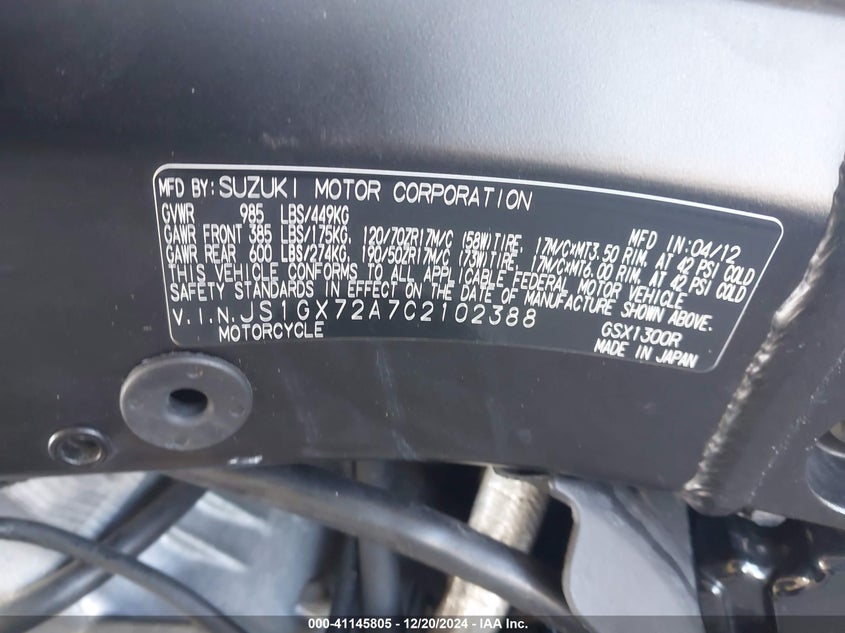 MFD BY: SUZUKI MOTOR CORPORATION
GVWR 985 LBS/449KG MFD IN: 04/12
GAWR FRONT 385 LBS/175KG, 120/70ZR17M/C (58W)TIRE, 17M/C×MT3.50 RIM, AT 42 PSI COLD
GAWR REAR 600 LBS/274KG, 190/50ZR17M/C (73W)TIRE, 17M/C×MT6.00 RIM, AT 42 PSI COLD
THIS VEHICLE CONFORMS TO ALL APPLICABLE FEDERAL MOTOR VEHICLE
SAFETY STANDARDS IN EFFECT ON THE DATE OF MANUFACTURE SHOWN ABOVE.
V.I.N. JS1GX72A7C2102388 GSX1300R
MOTORCYCLE MADE IN JAPAN
000-41145805 - 12/20/2024 - IAA Inc.